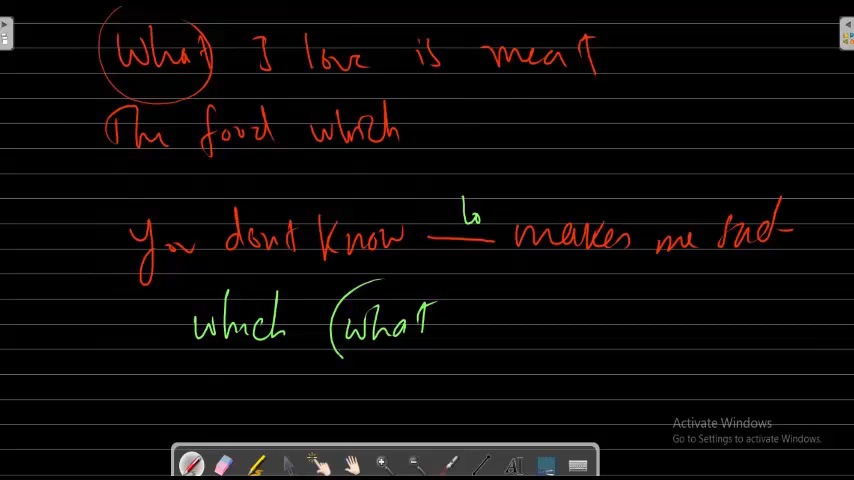 What I love is meat
The food which
You dont know ___ makes me sad
which (what
Activate Windows
Go to Settings to activate Windows.